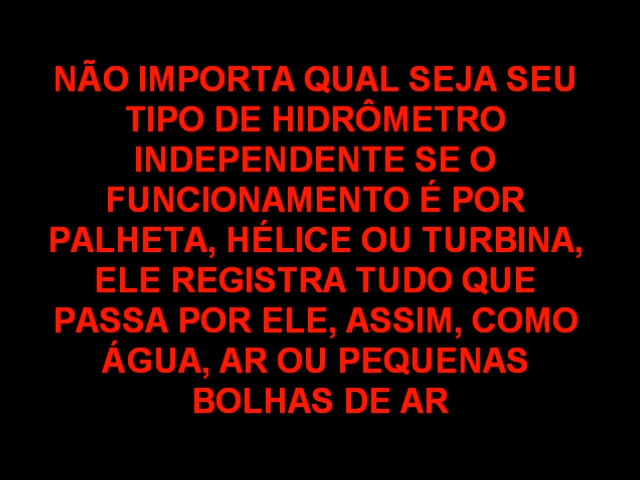 NÃO IMPORTA QUAL SEJA SEU
TIPO DE HIDRÔMETRO
INDEPENDENTE SE O
FUNCIONAMENTO É POR
PALHETA, HÉLICE OU TURBINA,
ELE REGISTRA TUDO QUE
PASSA POR ELE, ASSIM, COMO
ÁGUA, AR OU PEQUENAS
BOLHAS DE AR